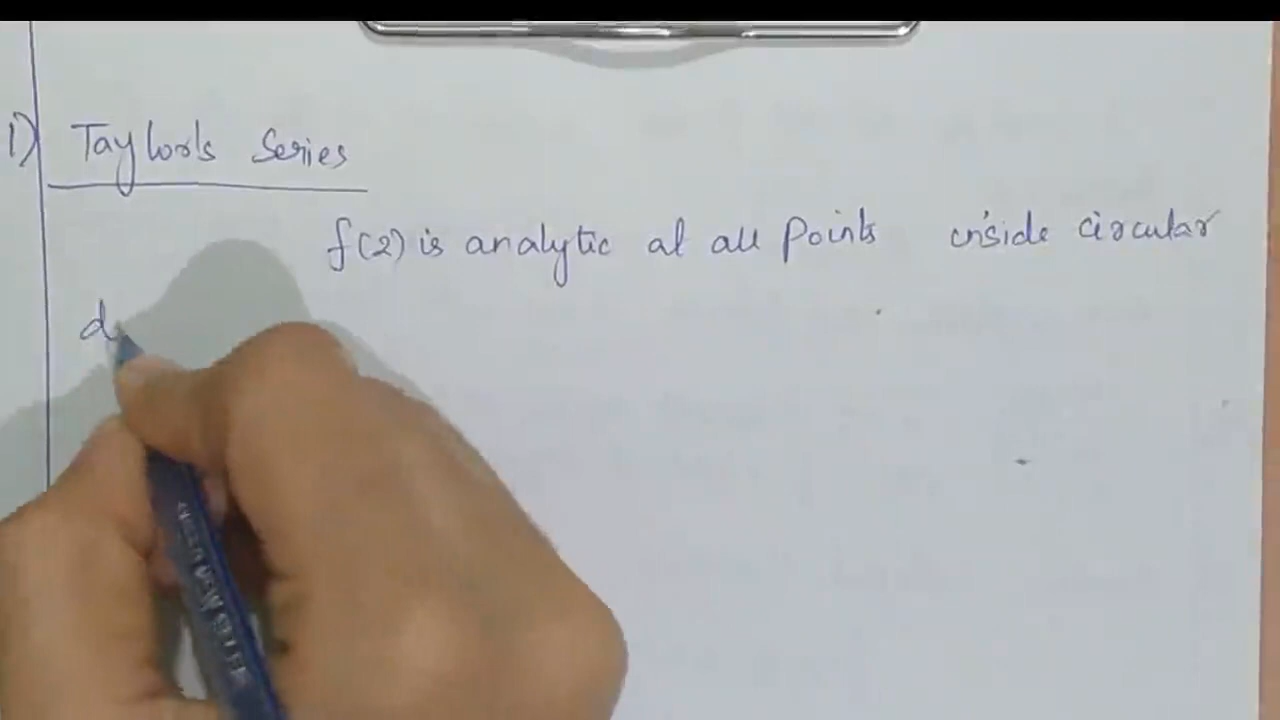 1) Taylor's Series
f(z) is analytic at all points inside circular
d